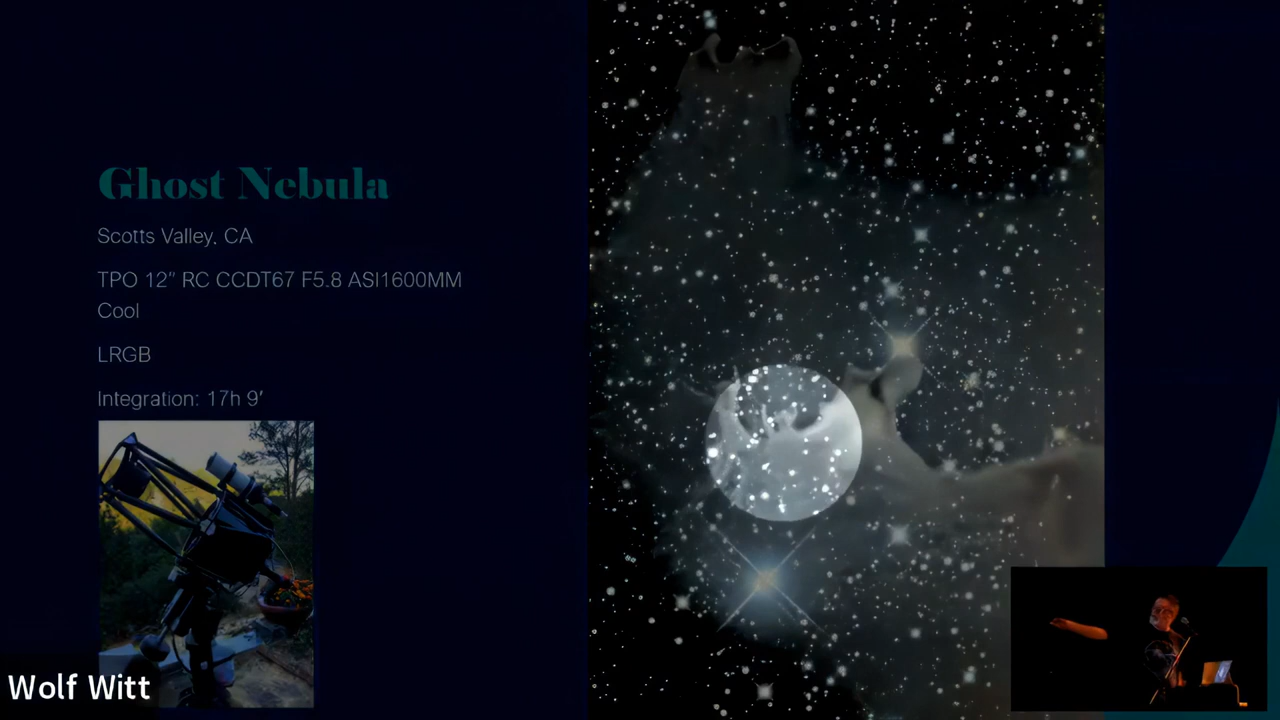 Ghost Nebula
Scotts Valley, CA
TPO 12" RC CCDT67 F5.8 ASI1600MM
Cool
LRGB
Integration: 17h 9'
Wolf Witt